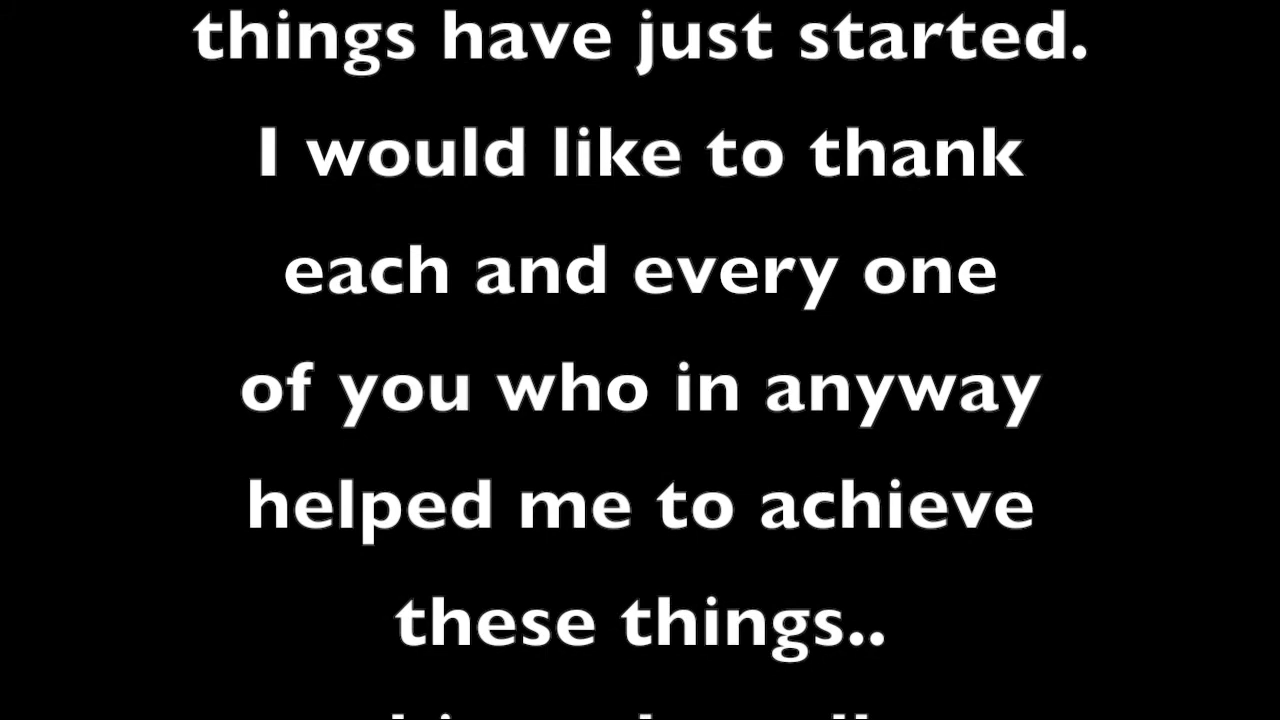 things have just started.
I would like to thank
each and every one
of you who in anyway
helped me to achieve
these things..